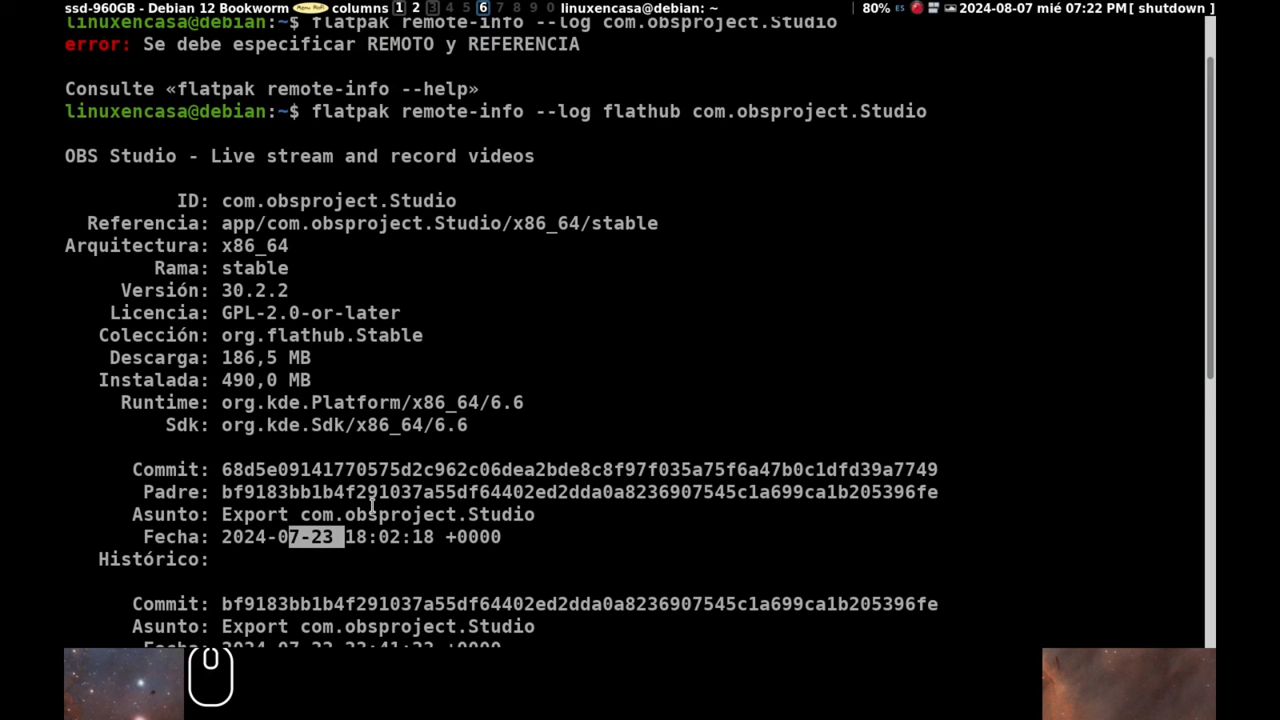 ssd-960GB - Debian 12 Bookworm Menu Mofi columns 1 2 3 4 5 6 7 8 9 0 linuxencasa@debian: ~ 80% ES 2024-08-07 mié 07:22 PM[ shutdown ]
linuxencasa@debian:~$ flatpak remote-info --log com.obsproject.Studio
error: Se debe especificar REMOTO y REFERENCIA
Consulte «flatpak remote-info --help»
linuxencasa@debian:~$ flatpak remote-info --log flathub com.obsproject.Studio
OBS Studio - Live stream and record videos
ID: com.obsproject.Studio
Referencia: app/com.obsproject.Studio/x86_64/stable
Arquitectura: x86_64
Rama: stable
Versión: 30.2.2
Licencia: GPL-2.0-or-later
Colección: org.flathub.Stable
Descarga: 186,5 MB
Instalada: 490,0 MB
Runtime: org.kde.Platform/x86_64/6.6
Sdk: org.kde.Sdk/x86_64/6.6
Commit: 68d5e09141770575d2c962c06dea2bde8c8f97f035a75f6a47b0c1dfd39a7749
Padre: bf9183bb1b4f291037a55df64402ed2dda0a8236907545c1a699ca1b205396fe
Asunto: Export com.obsproject.Studio
Fecha: 2024-07-23 18:02:18 +0000
Histórico:
Commit: bf9183bb1b4f291037a55df64402ed2dda0a8236907545c1a699ca1b205396fe
Asunto: Export com.obsproject.Studio